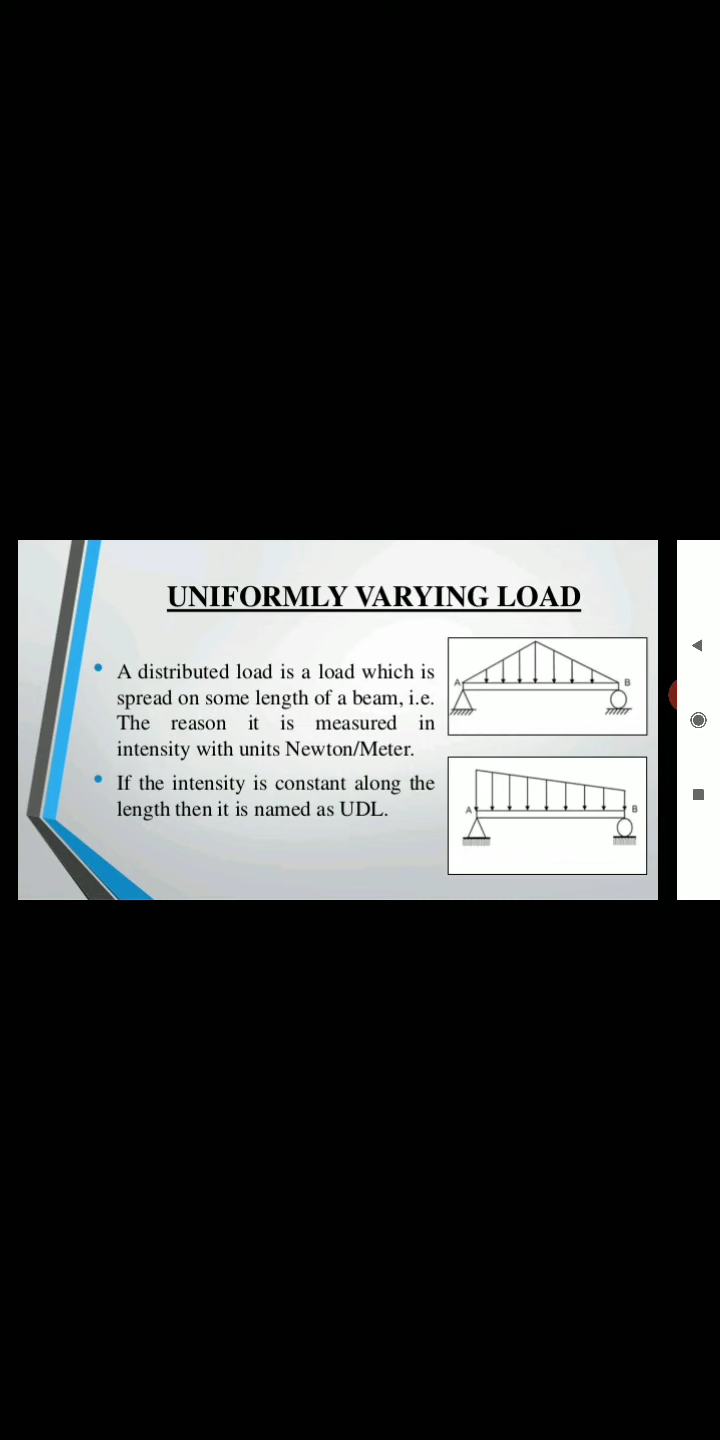 UNIFORMLY VARYING LOAD
• A distributed load is a load which is
spread on some length of a beam, i.e.
The reason it is measured in
intensity with units Newton/Meter.
• If the intensity is constant along the
length then it is named as UDL.
A B
A B